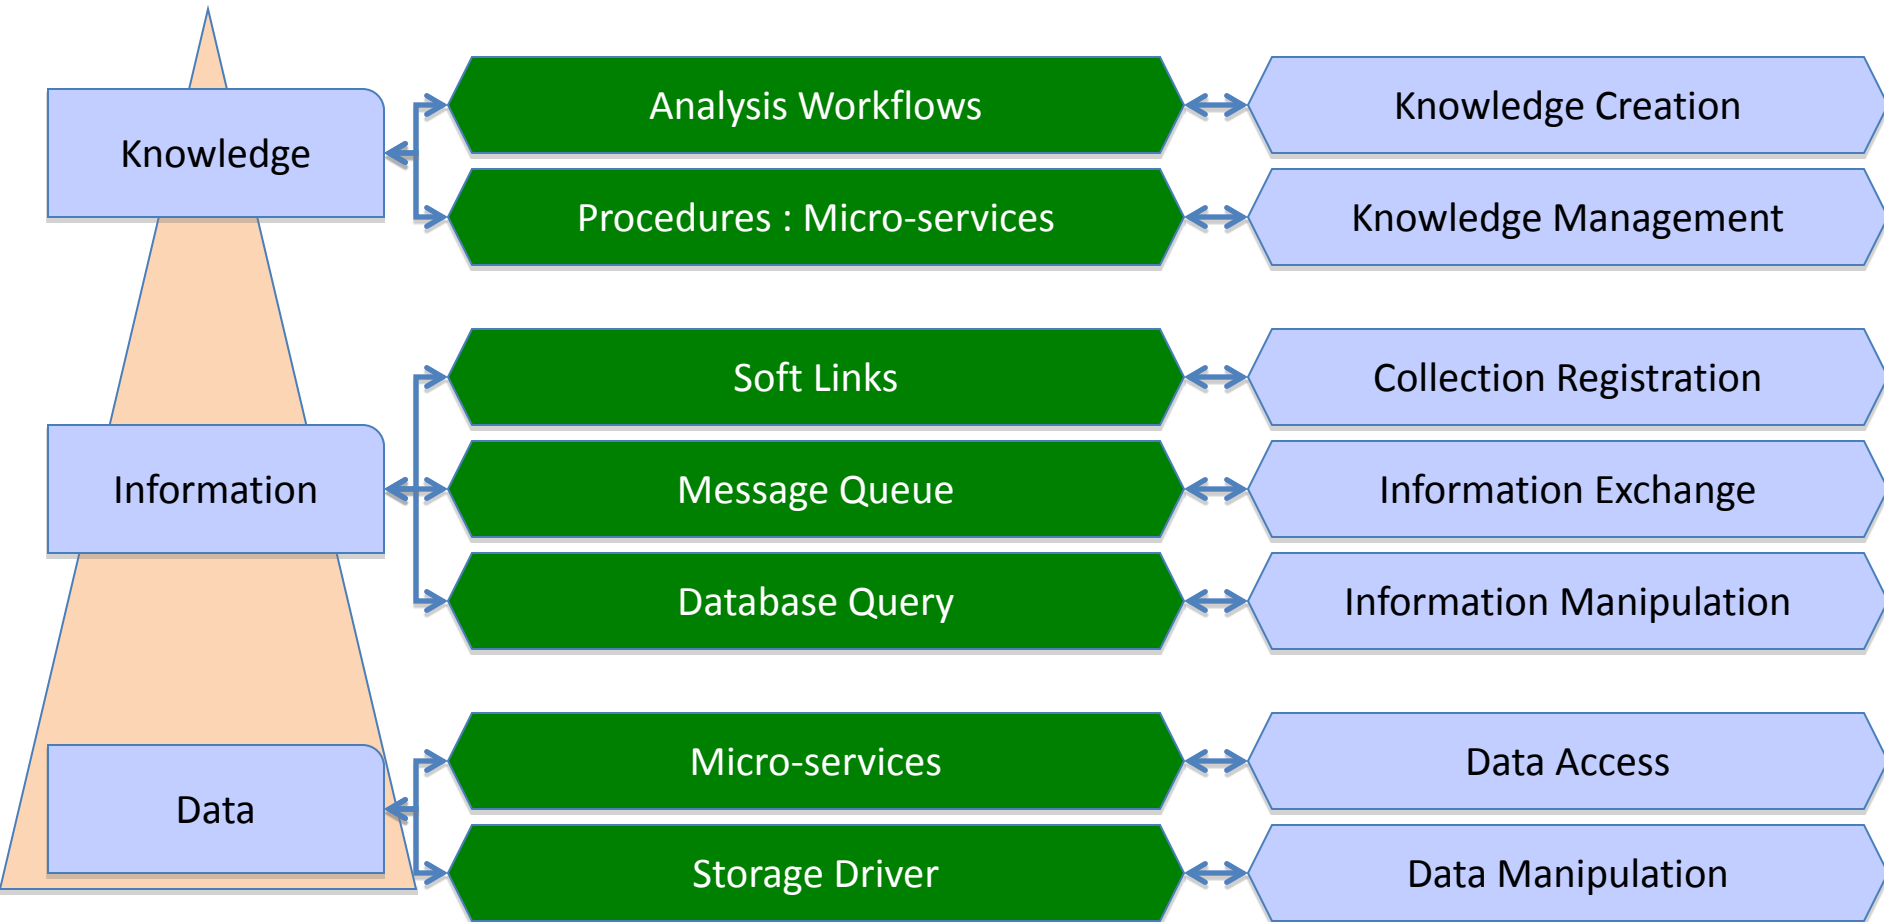 Knowledge
Analysis Workflows
Knowledge Creation
Procedures : Micro-services
Knowledge Management
Information
Soft Links
Collection Registration
Message Queue
Information Exchange
Database Query
Information Manipulation
Data
Micro-services
Data Access
Storage Driver
Data Manipulation